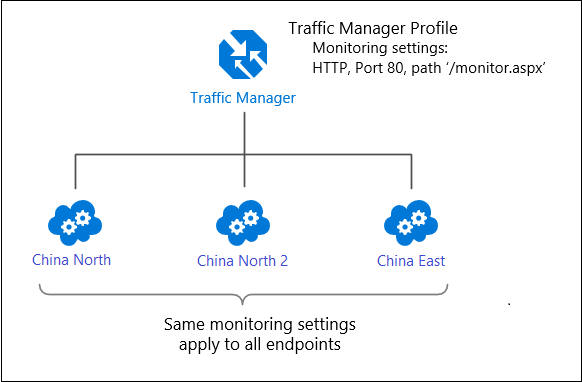 Traffic Manager Profile
Monitoring settings:
HTTP, Port 80, path ‘/monitor.aspx’
Traffic Manager
China North
China North 2
China East
Same monitoring settings
apply to all endpoints
.